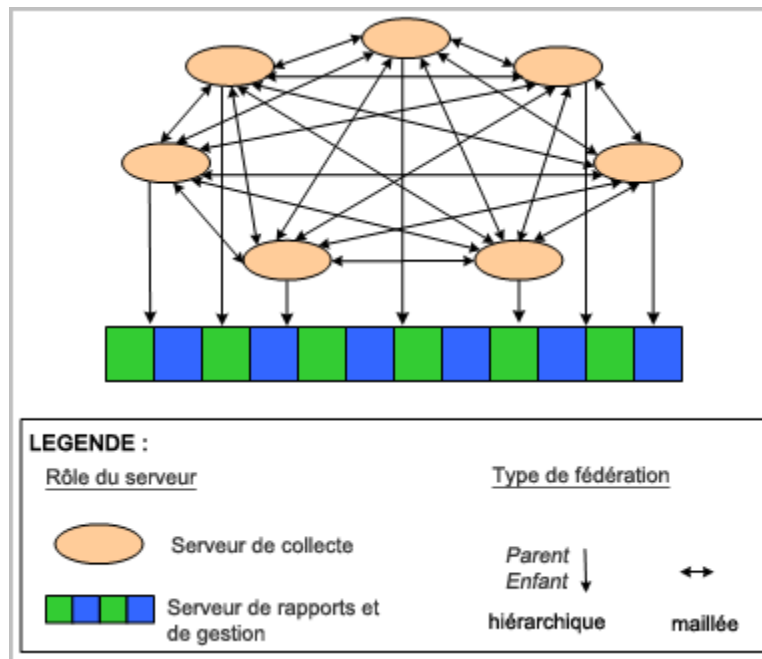 LEGENDE :
Rôle du serveur
Type de fédération
Serveur de collecte
Parent
Enfant
hiérarchique
maillée
Serveur de rapports et
de gestion